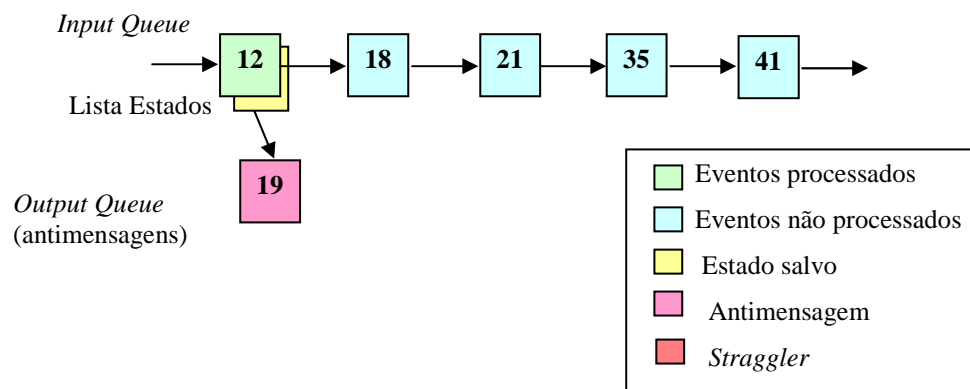 Input Queue
12 18 21 35 41
Lista Estados
19
Output Queue
(antimensagens)
Eventos processados
Eventos não processados
Estado salvo
Antimensagem
Straggler